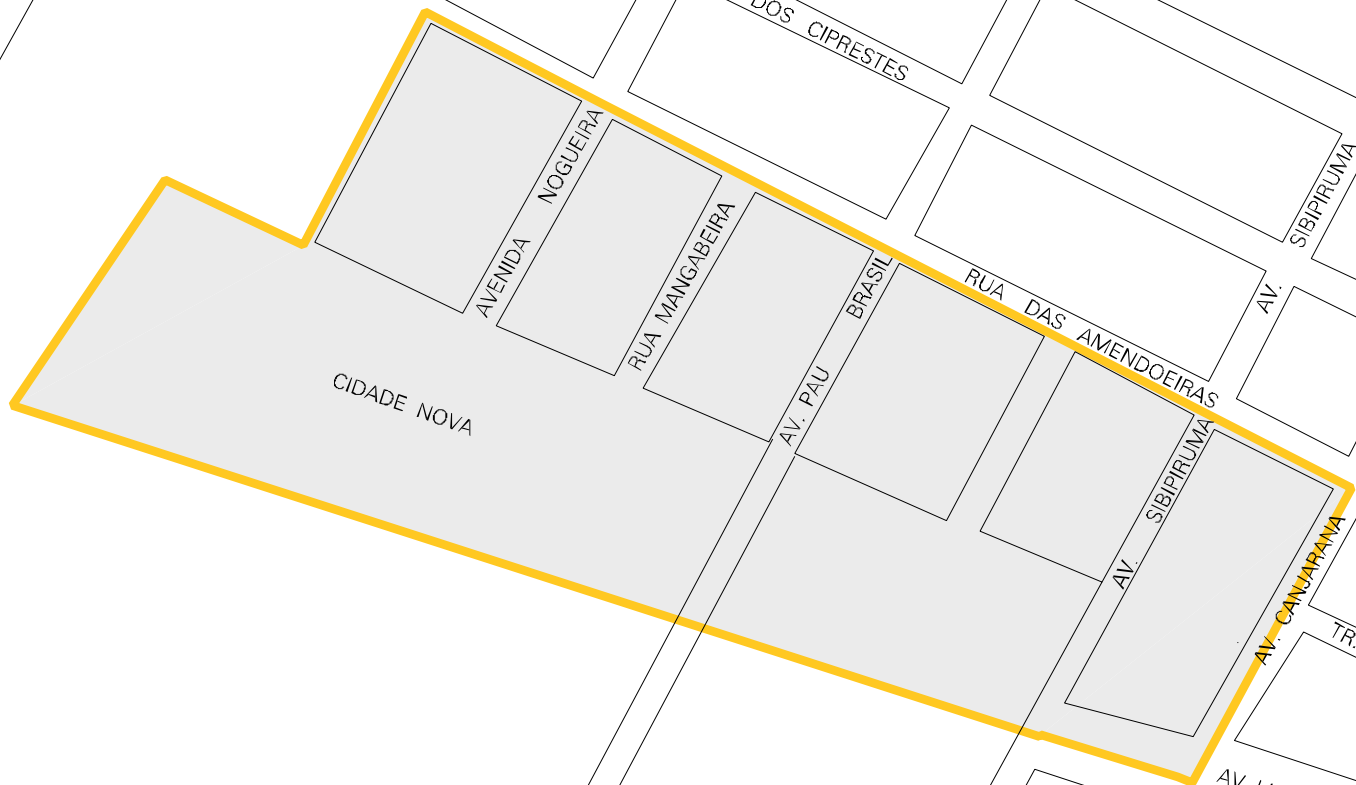 DOS CIPRESTES
SIBIPIRUMA
AV.
AVENIDA NOGUEIRA
RUA MANGABEIRA
AV. PAU BRASIL
RUA DAS AMENDOEIRAS
CIDADE NOVA
AV. SIBIPIRUMA
AV. CANJARANA
TR.
AV